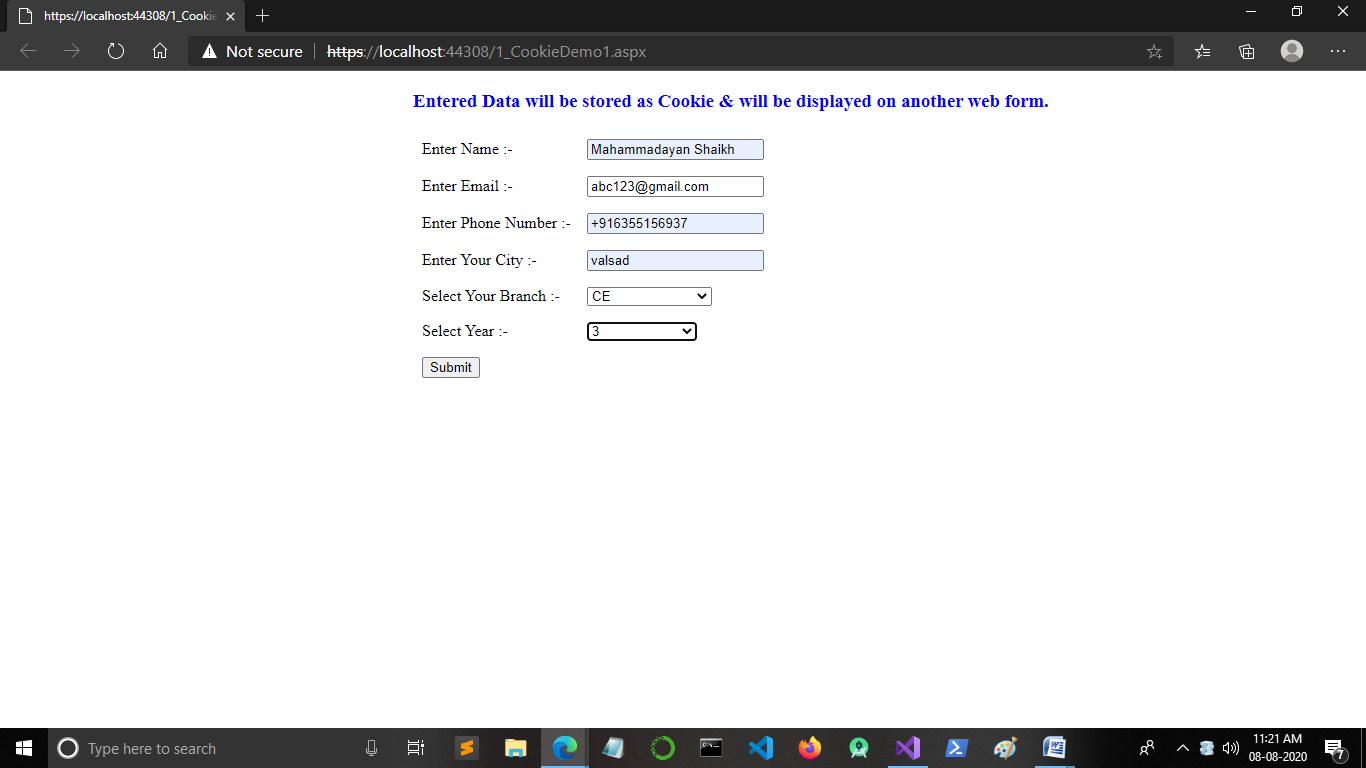 https://localhost:44308/1_Cookie
Not secure https://localhost:44308/1_CookieDemo1.aspx
Entered Data will be stored as Cookie & will be displayed on another web form.
Enter Name :- Mahammadayan Shaikh
Enter Email :- abc123@gmail.com
Enter Phone Number :- +916355156937
Enter Your City :- valsad
Select Your Branch :- CE
Select Year :- 3
Submit
Type here to search
11:21 AM
08-08-2020
7